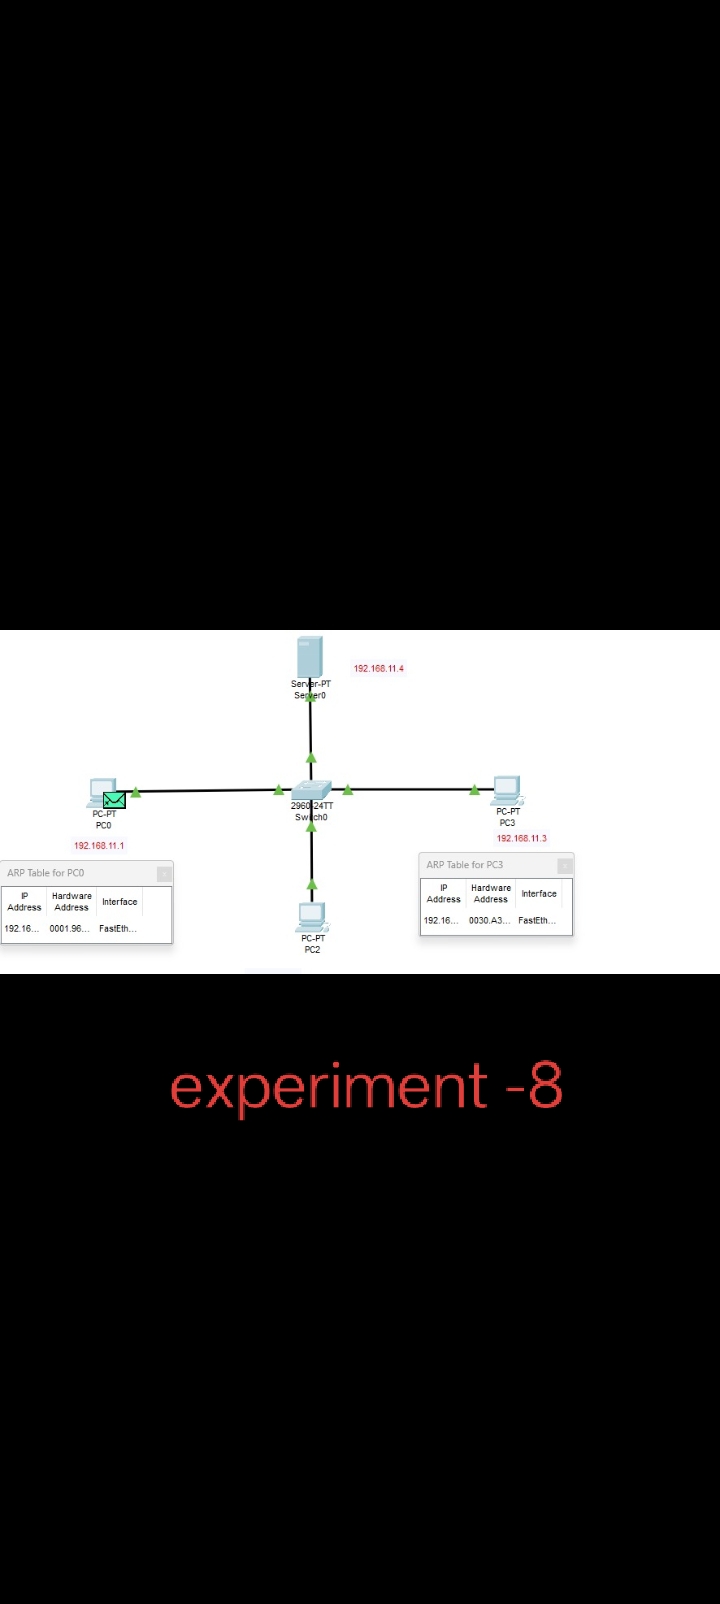 192.168.11.4
Server-PT
Server0
2960-24TT
Switch0
PC-PT
PC0
192.168.11.1
PC-PT
PC3
192.168.11.3
ARP Table for PC0
IP Address
Hardware Address
Interface
192.16...
0001.96...
FastEth...
ARP Table for PC3
IP Address
Hardware Address
Interface
192.16...
0030.A3...
FastEth...
PC-PT
PC2
experiment -8